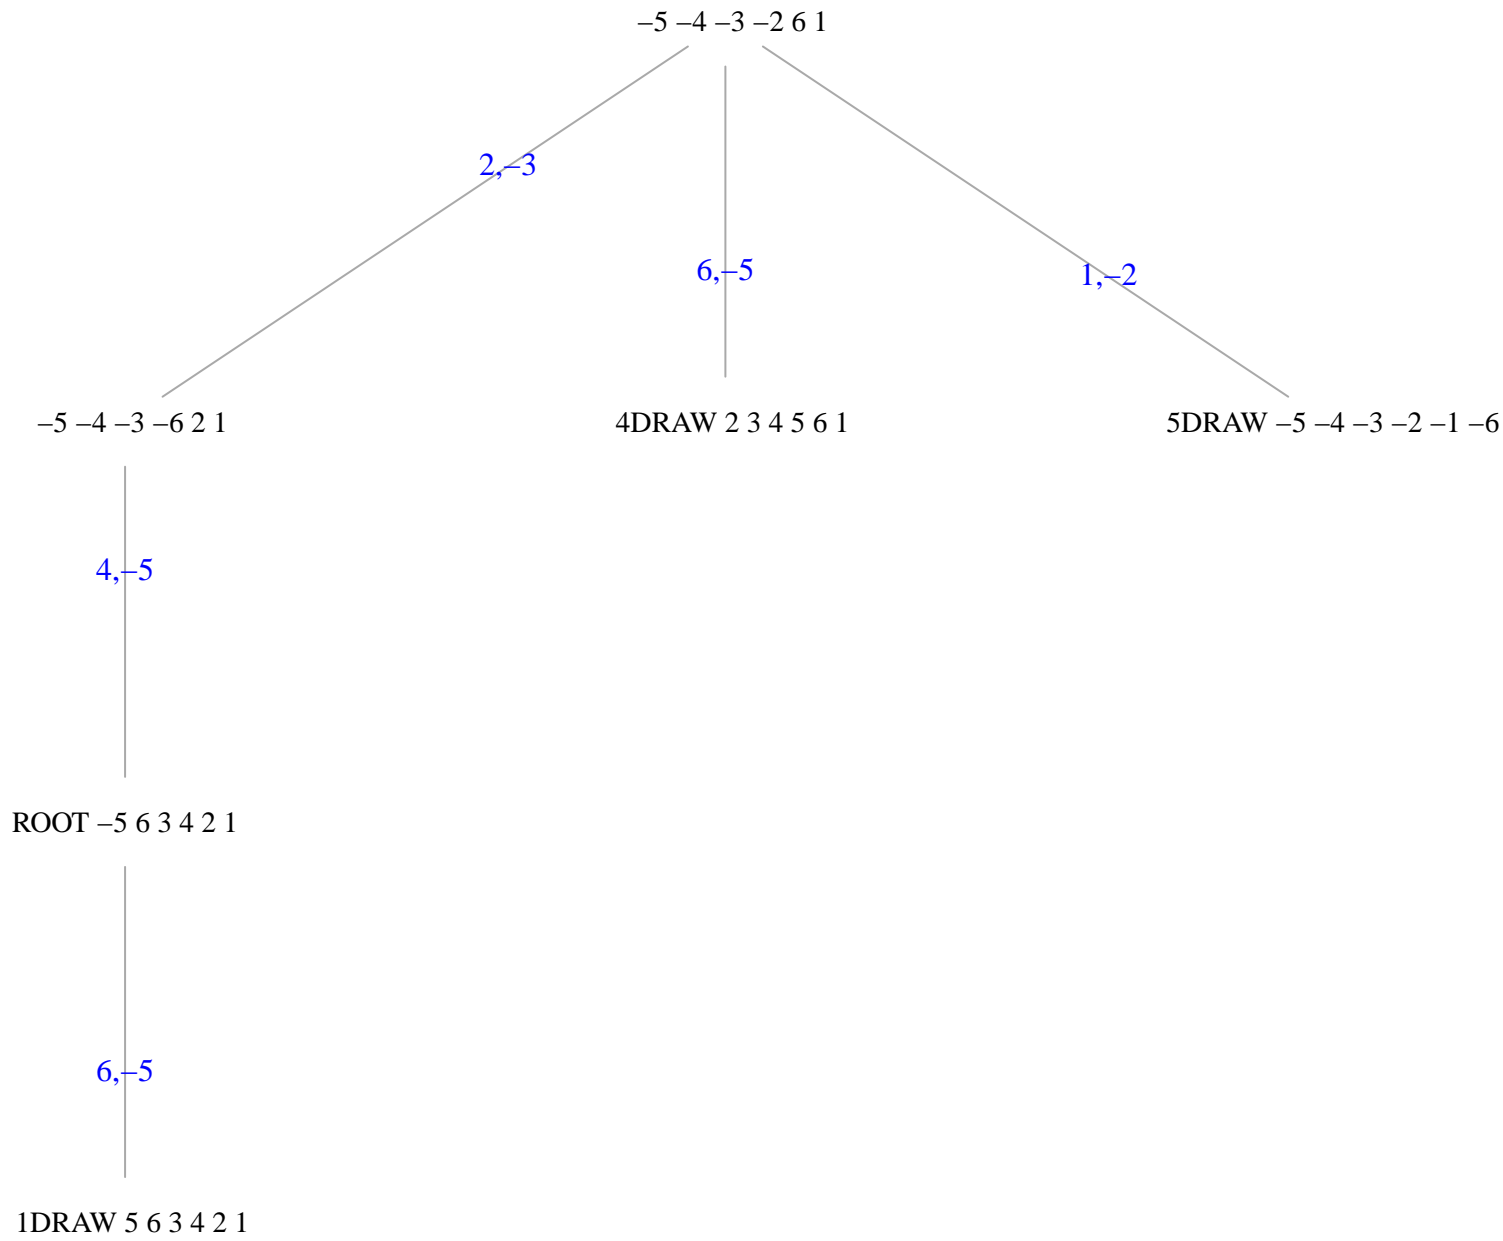 –5 –4 –3 –2 6 1
2,–3
6,–5
1,–2
–5 –4 –3 –6 2 1
4DRAW 2 3 4 5 6 1
5DRAW –5 –4 –3 –2 –1 –6
4,–5
ROOT –5 6 3 4 2 1
6,–5
1DRAW 5 6 3 4 2 1